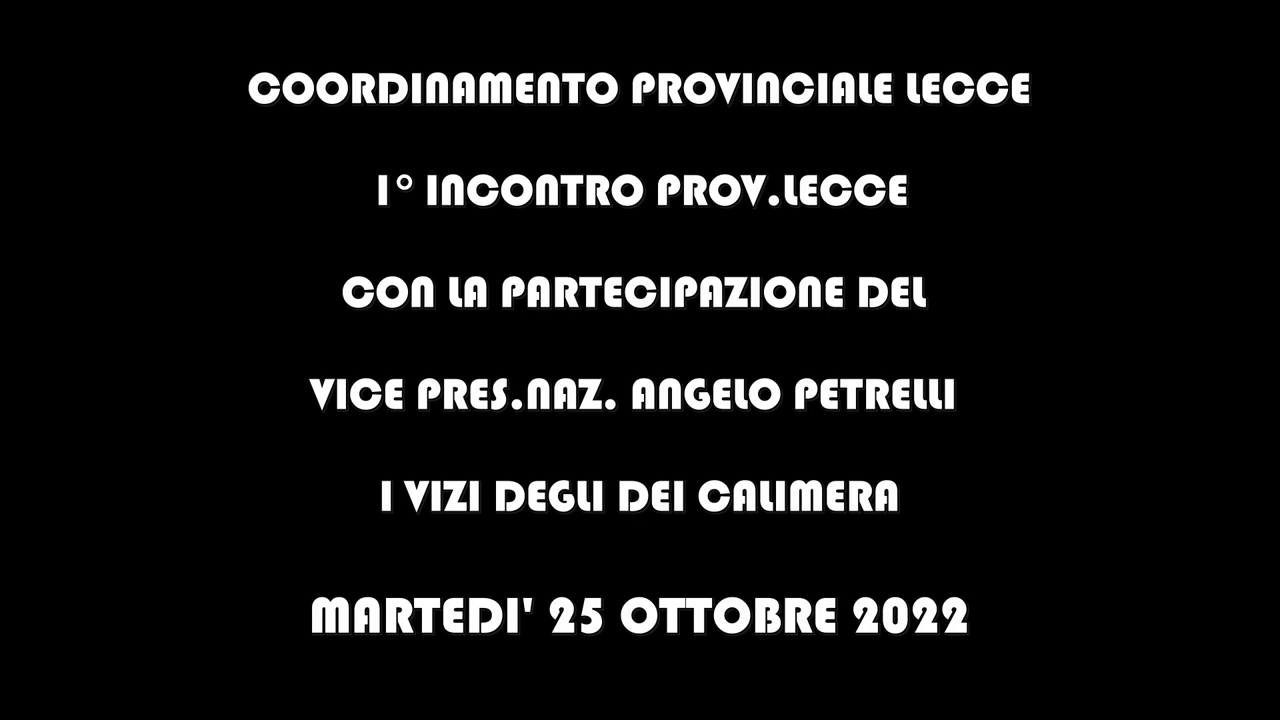 COORDINAMENTO PROVINCIALE LECCE
1° INCONTRO PROV.LECCE
CON LA PARTECIPAZIONE DEL
VICE PRES.NAZ. ANGELO PETRELLI
I VIZI DEGLI DEI CALIMERA
MARTEDI' 25 OTTOBRE 2022